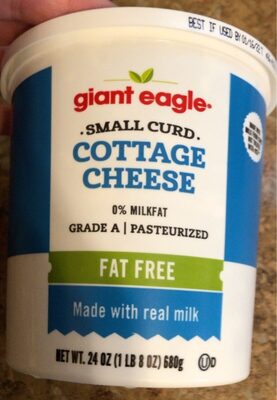 BEST IF USED BY
giant eagle
SMALL CURD
COTTAGE
CHEESE
0% MILKFAT
GRADE A | PASTEURIZED
FAT FREE
Made with real milk
NET WT. 24 OZ (1 LB 8 OZ) 680g
U D